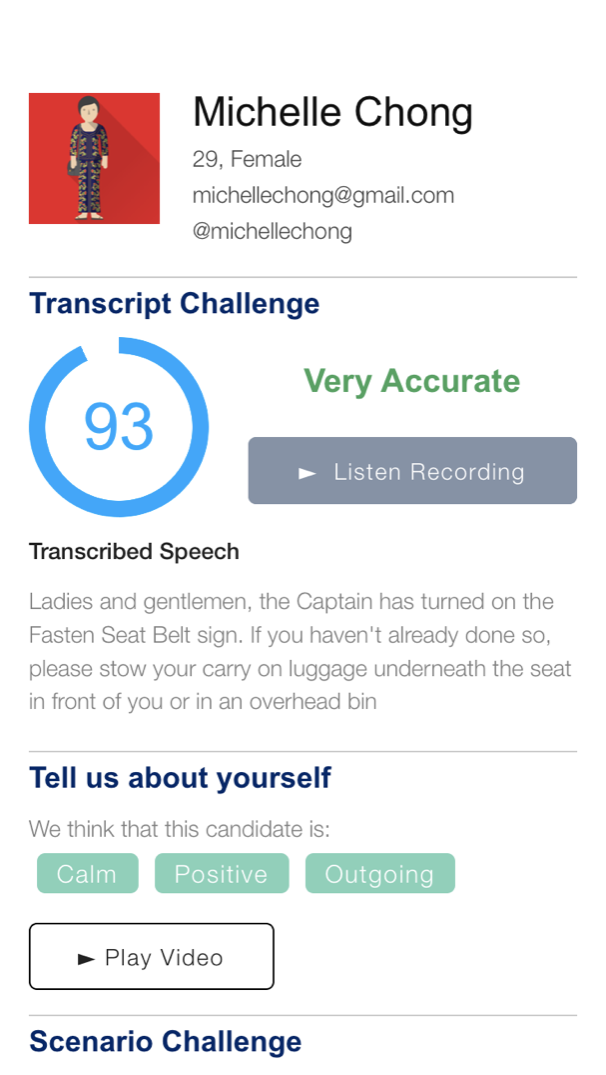 Michelle Chong
29, Female
michellechong@gmail.com
@michellechong
Transcript Challenge
93
Very Accurate
► Listen Recording
Transcribed Speech
Ladies and gentlemen, the Captain has turned on the
Fasten Seat Belt sign. If you haven't already done so,
please stow your carry on luggage underneath the seat
in front of you or in an overhead bin
Tell us about yourself
We think that this candidate is:
Calm Positive Outgoing
► Play Video
Scenario Challenge